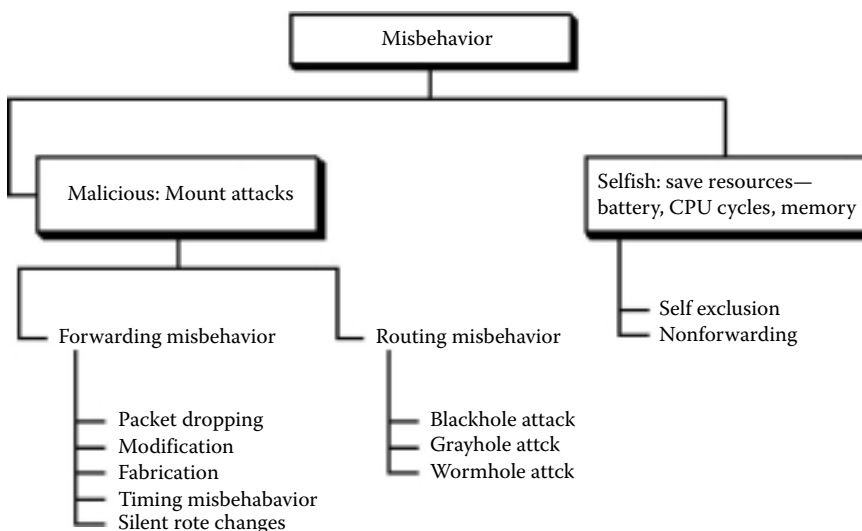 Misbehavior
Malicious: Mount attacks
Selfish: save resources—
battery, CPU cycles, memory
Self exclusion
Nonforwarding
Forwarding misbehavior
Packet dropping
Modification
Fabrication
Timing misbehabavior
Silent rote changes
Routing misbehavior
Blackhole attack
Grayhole attck
Wormhole attck